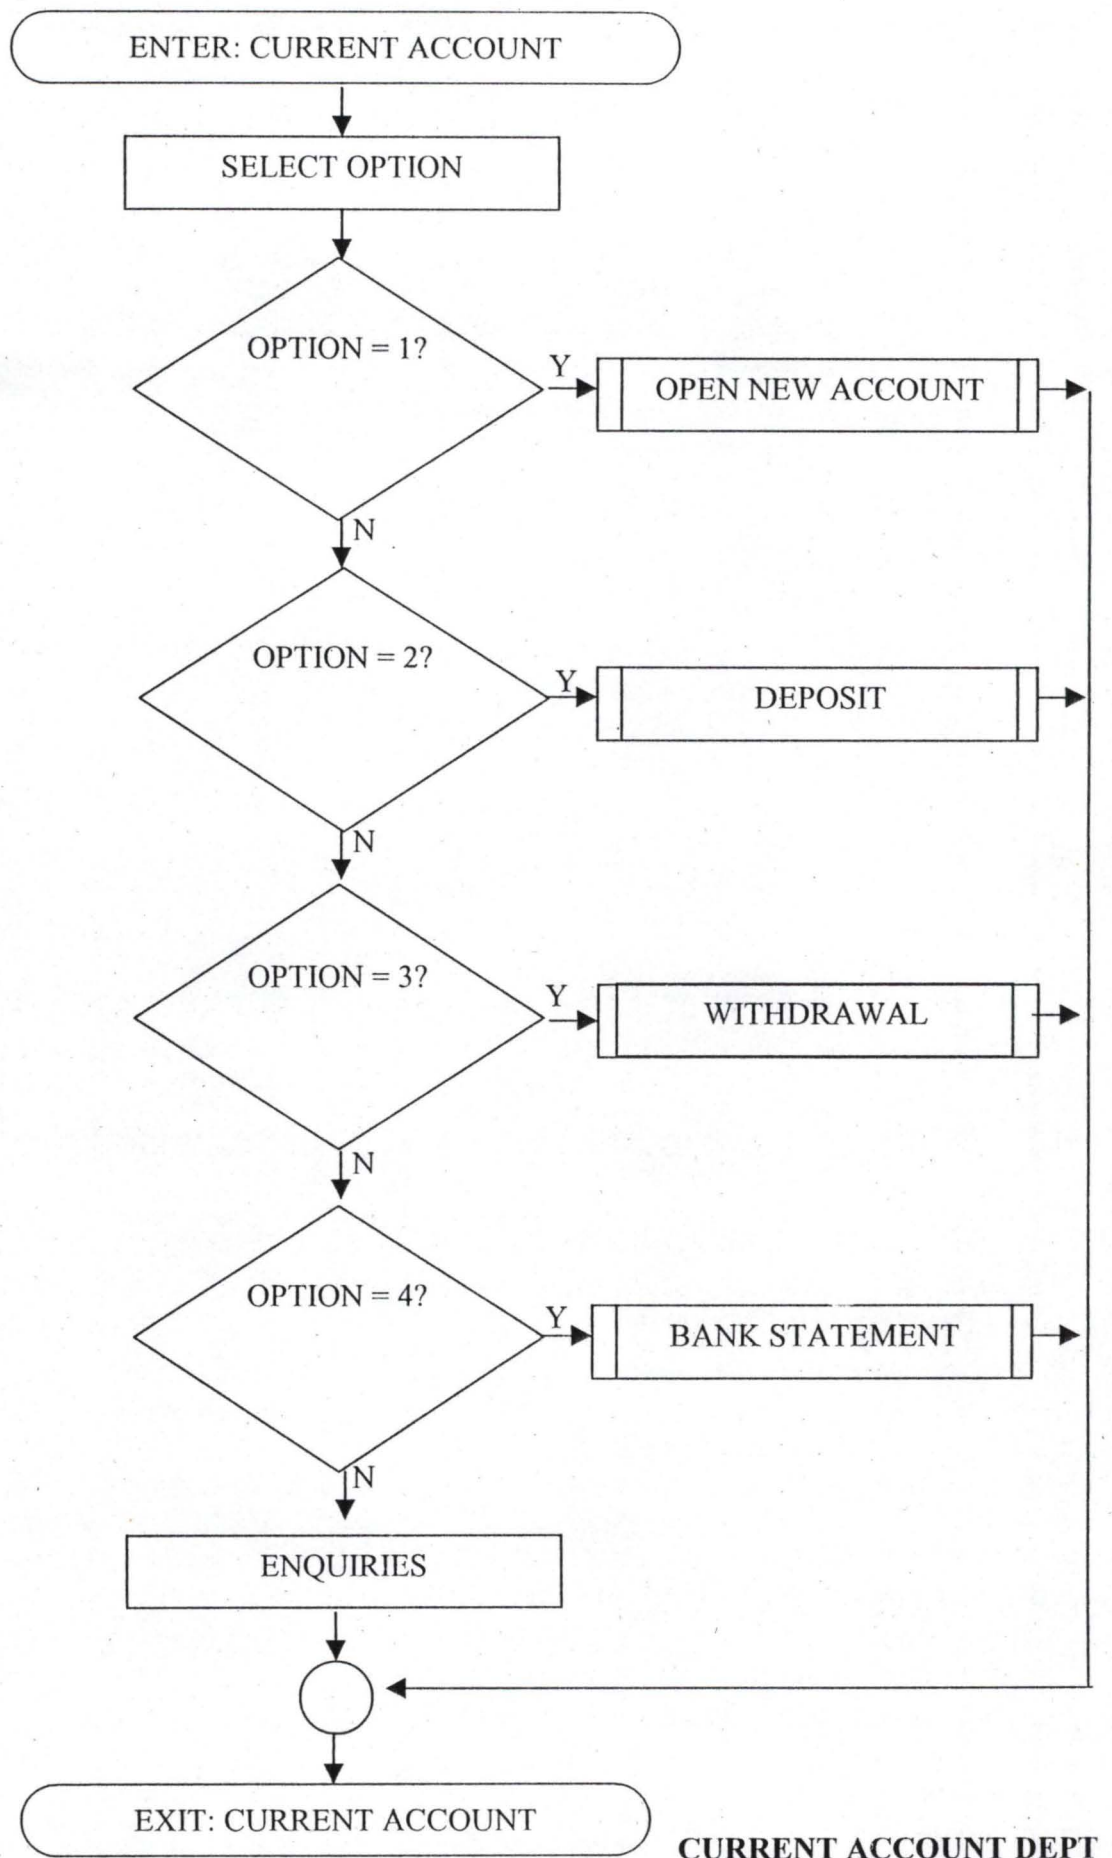 ENTER: CURRENT ACCOUNT
SELECT OPTION
OPTION = 1?
Y
OPEN NEW ACCOUNT
N
OPTION = 2?
Y
DEPOSIT
N
OPTION = 3?
Y
WITHDRAWAL
N
OPTION = 4?
Y
BANK STATEMENT
N
ENQUIRIES
EXIT: CURRENT ACCOUNT
CURRENT ACCOUNT DEPT